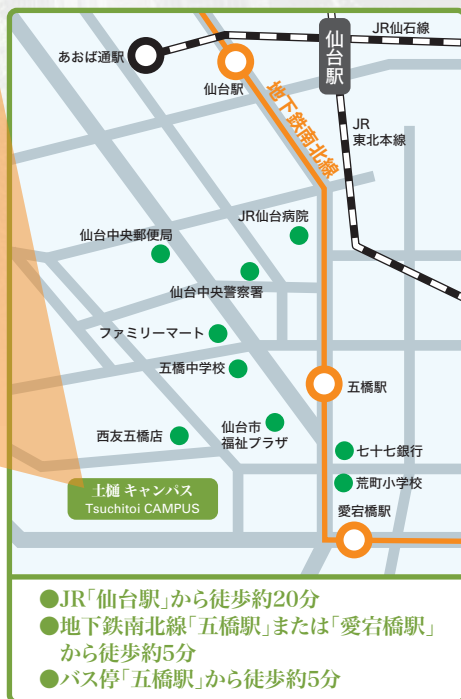 JR仙石線
仙台駅
あおば通駅
仙台駅
地下鉄南北線
JR
東北本線
JR仙台病院
仙台中央郵便局
仙台中央警察署
ファミリーマート
五橋中学校
五橋駅
西友五橋店
仙台市
福祉プラザ
七十七銀行
荒町小学校
土樋 キャンパス
Tsuchitoi CAMPUS
愛宕橋駅
●JR「仙台駅」から徒歩約20分
●地下鉄南北線「五橋駅」または「愛宕橋駅」
から徒歩約5分
●バス停「五橋駅」から徒歩約5分